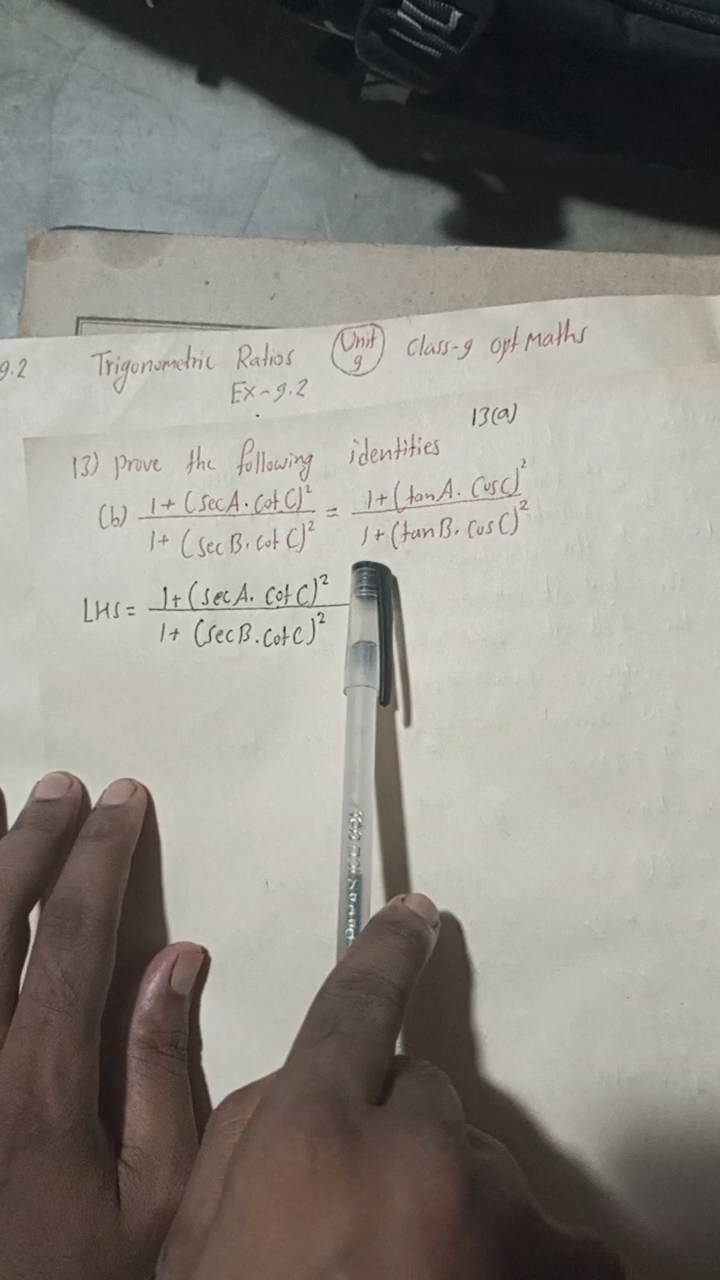 9.2 Trigonometric Ratios Unit 9 Class-9 opt Maths
Ex-9.2
13(a)
13) prove the following identities
(b) 1+(secA.cotC)² / 1+(secB.cotC)² = 1+(tanA.CosC)² / 1+(tanB.cosC)²
LHS = 1+(secA.cotC)² / 1+(secB.cotC)²